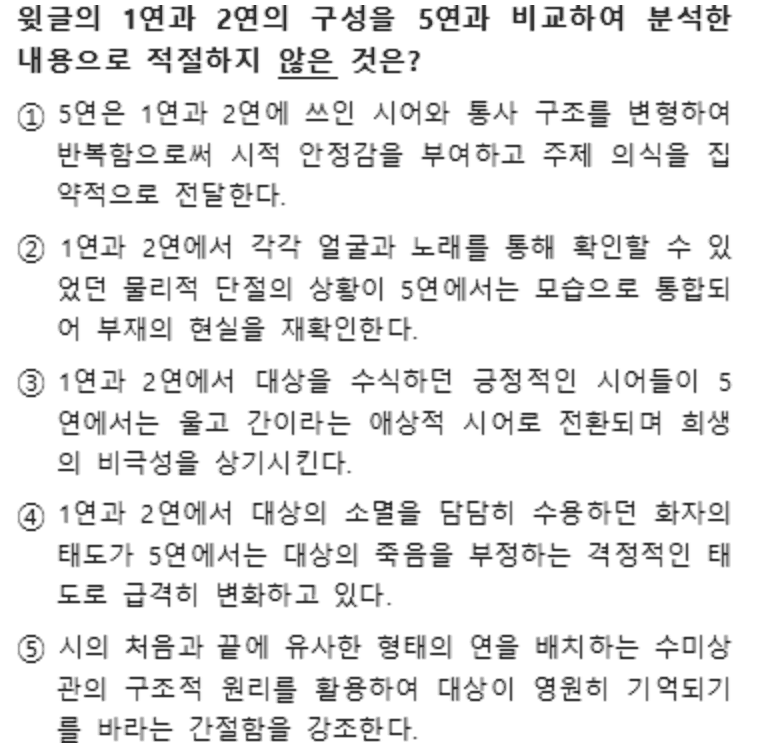 윗글의 1연과 2연의 구성을 5연과 비교하여 분석한
내용으로 적절하지 않은 것은?
① 5연은 1연과 2연에 쓰인 시어와 통사 구조를 변형하여
반복함으로써 시적 안정감을 부여하고 주제 의식을 집
약적으로 전달한다.
② 1연과 2연에서 각각 얼굴과 노래를 통해 확인할 수 있
었던 물리적 단절의 상황이 5연에서는 모습으로 통합되
어 부재의 현실을 재확인한다.
③ 1연과 2연에서 대상을 수식하던 긍정적인 시어들이 5
연에서는 울고 간이라는 애상적 시어로 전환되며 희생
의 비극성을 상기시킨다.
④ 1연과 2연에서 대상의 소멸을 담담히 수용하던 화자의
태도가 5연에서는 대상의 죽음을 부정하는 격정적인 태
도로 급격히 변화하고 있다.
⑤ 시의 처음과 끝에 유사한 형태의 연을 배치하는 수미상
관의 구조적 원리를 활용하여 대상이 영원히 기억되기
를 바라는 간절함을 강조한다.